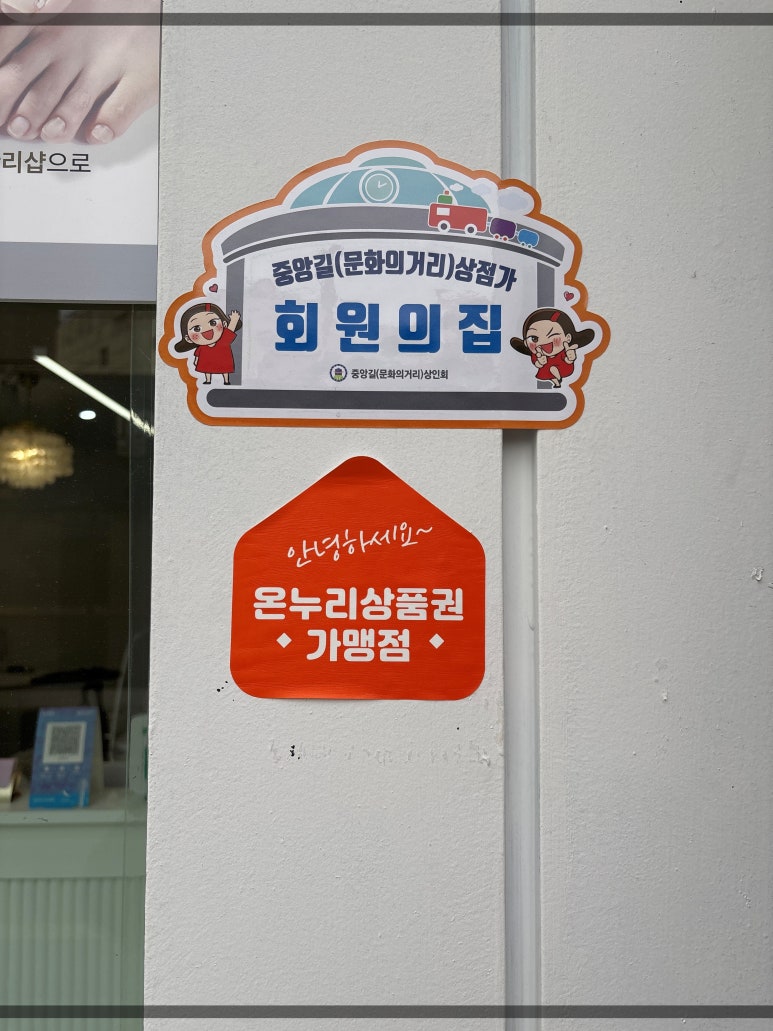 리샵으로
중앙길(문화의거리)상점가
회원의집
중앙길(문화의거리)상인회
안녕하세요~
온누리상품권
가맹점